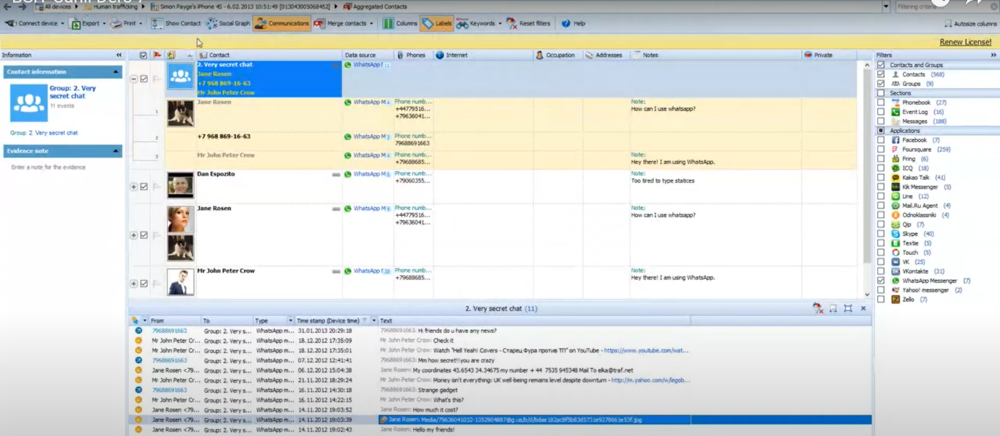 All devices Human trafficking Simon Payge's iPhone 4S - 6.02.2013 10:51:49 [013043005068452] Aggregated Contacts Filtering criteria
Connect device Export Print Show Contact Social Graph Communications Merge contacts Columns Labels Keywords Reset filters Help Autosize columns
Renew License!
Information
Contact information
Group: 2. Very
secret chat
11 events
Group: 2. Very secret chat
Evidence note
Enter a note for the evidence
Contact Data source Phones Internet Occupation Addresses Notes Private
2. Very secret chat WhatsApp 11
Jane Rosen
+7 968 869-16-63
Mr John Peter Crow
1 Jane Rosen WhatsApp M 4 Phone numb... Note:
+44779516... How can I use whatsapp?
+79636041...
2 +7 968 869-16-63 WhatsApp M 3 Phone numb...
79688691663
3 Mr John Peter Crow WhatsApp M 4 Phone numb... Note:
+79688685... Hey there! I am using WhatsApp.
Dan Espozito WhatsApp M Phone numb... Note:
+79060355... Too tired to type statices
Jane Rosen WhatsApp M 9 Phone numb... Note:
+44779516... How can I use whatsapp?
+79636041...
Mr John Peter Crow WhatsApp Phone numb... Note:
+79688685... Hey there! I am using WhatsApp.
Filters
Contacts and Groups
Contacts (568)
Groups (9)
Sections
Phonebook (27)
Event Log (16)
Messages (188)
Applications
Facebook (7)
Foursquare (259)
Fring (6)
ICQ (18)
Kakao Talk (41)
Kik Messenger (5)
Line (12)
Mail.Ru Agent (4)
Odnoklassniki (4)
Qip (7)
Skype (40)
Textie (5)
Touch (5)
VK (25)
VKontakte (31)
WhatsApp Messenger (7)
Yahoo! messenger (2)
Zello (7)
2. Very secret chat (11)
From To Type Time stamp (Device time) Text
79688691663 Group: 2. Very s... WhatsApp m... 31.01.2013 20:29:18 79688691663: Hi friends do u have any news?
Mr John Peter Cr... Group: 2. Very s... WhatsApp m... 18.12.2012 17:35:09 Mr John Peter Crow: Check it
Mr John Peter Cr... Group: 2. Very s... WhatsApp m... 18.12.2012 17:35:01 Mr John Peter Crow: Watch "Hell Yeah! Covers - Старец Фура против ТП" on YouTube - https://www.youtube.com/wat...
79688691663 Group: 2. Very s... WhatsApp m... 07.12.2012 12:41:41 79688691663: Mm how secret!!you are crazy
Jane Rosen <79... Group: 2. Very s... WhatsApp m... 06.12.2012 15:04:38 Jane Rosen: My coordinates 43.6543 34.34675 my number + 44 7535 945348 Mail To elka@traf.net
Mr John Peter Cr... Group: 2. Very s... WhatsApp m... 21.11.2012 18:29:24 Mr John Peter Crow: Money isn't everything: UK well-being remains level despite downturn - http://m.yahoo.com/w/legob...
79688691663 Group: 2. Very s... WhatsApp m... 16.11.2012 14:30:18 79688691663: Strange gadget
Mr John Peter Cr... Group: 2. Very s... WhatsApp m... 16.11.2012 14:22:15 Mr John Peter Crow: What's this?
Jane Rosen <79... Group: 2. Very s... WhatsApp m... 14.11.2012 19:03:52 Jane Rosen: How much it cost?
Jane Rosen <79... Group: 2. Very s... WhatsApp m... 14.11.2012 19:03:39 Jane Rosen:
Jane Rosen <79... Group: 2. Very s... WhatsApp m... 14.11.2012 19:02:43 Jane Rosen: Hello my friends!